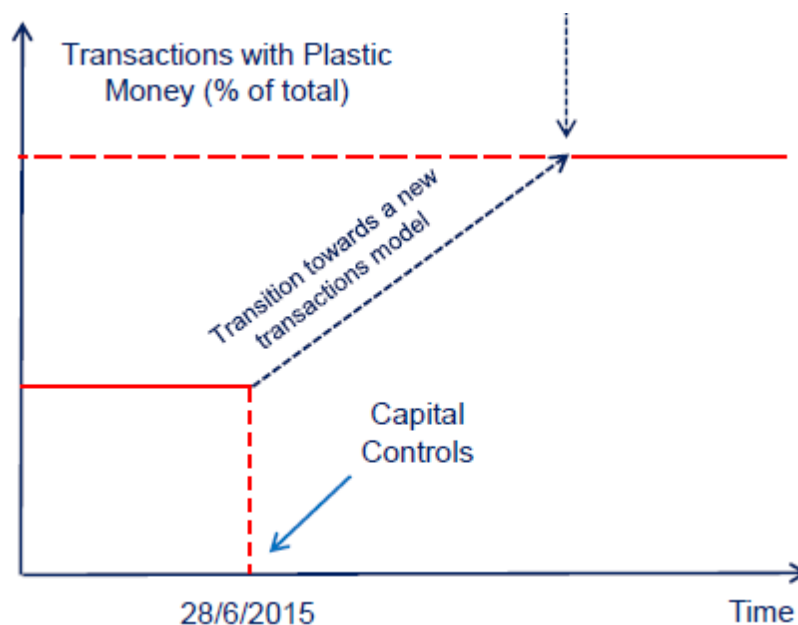 Transactions with Plastic
Money (% of total)
Transition towards a new
transactions model
Capital
Controls
28/6/2015
Time